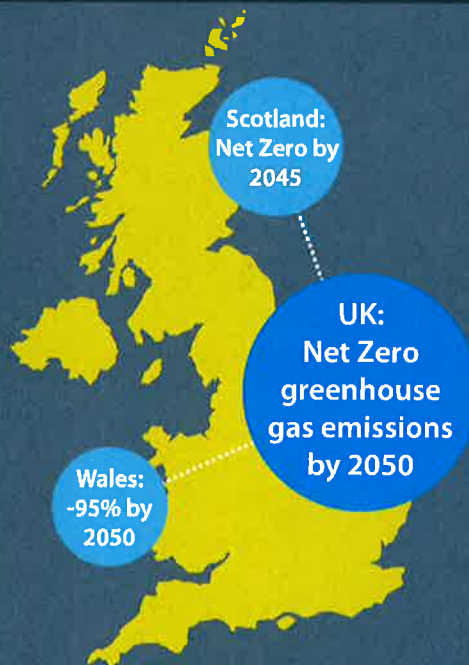 Scotland:
Net Zero by
2045
UK:
Net Zero
greenhouse
gas emissions
by 2050
Wales:
-95% by
2050